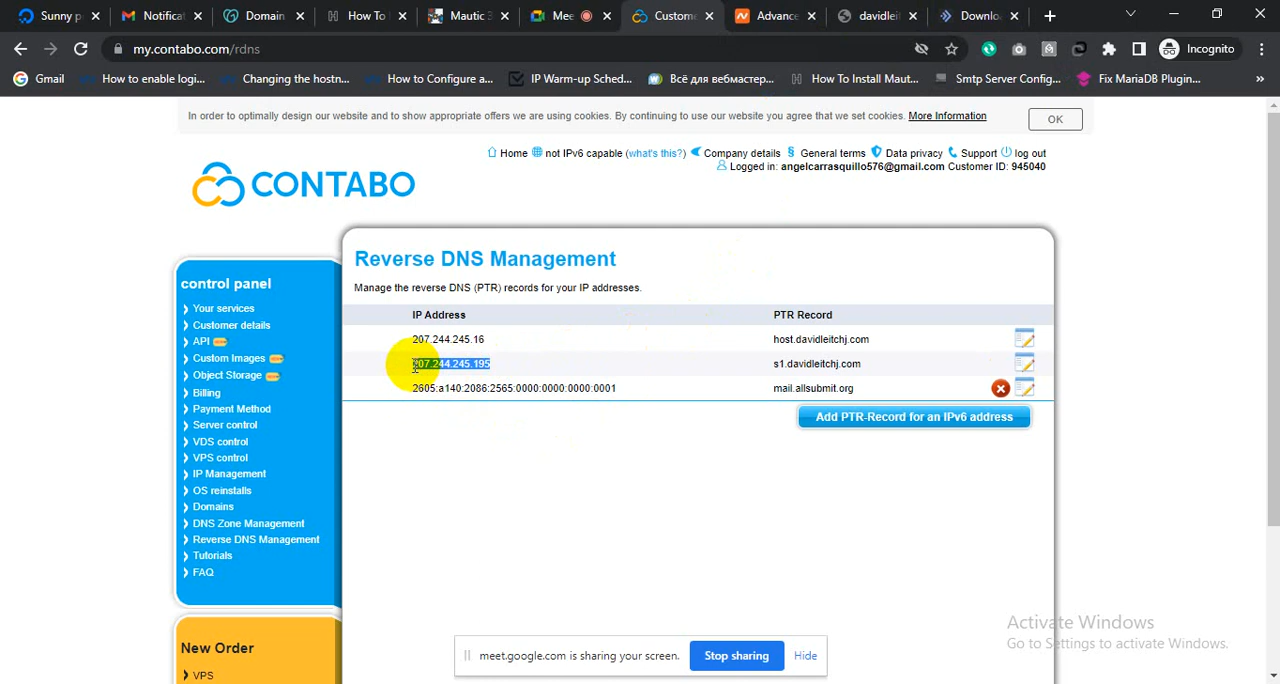 Sunny p
Notificat
Domain
How To
Mautic 3
Mee
Custome
Advance
davidleit
Downlo
my.contabo.com/rdns
Incognito
Gmail
How to enable logi...
Changing the hostn...
How to Configure a...
IP Warm-up Sched...
Всё для вебмастер...
How To Install Maut...
Smtp Server Config...
Fix MariaDB Plugin...
»
In order to optimally design our website and to show appropriate offers we are using cookies. By continuing to use our website you agree that we set cookies. More Information
OK
Home not IPv6 capable (what's this?) Company details § General terms Data privacy Support log out
Logged in: angelcarrasquillo576@gmail.com Customer ID: 945040
CONTABO
control panel
Your services
Customer details
API
Custom Images
Object Storage
Billing
Payment Method
Server control
VDS control
VPS control
IP Management
OS reinstalls
Domains
DNS Zone Management
Reverse DNS Management
Tutorials
FAQ
New Order
VPS
Reverse DNS Management
Manage the reverse DNS (PTR) records for your IP addresses.
IP Address PTR Record
207.244.245.16 host.davidleitchj.com
207.244.245.195 s1.davidleitchj.com
2605:a140:2086:2565:0000:0000:0000:0001 mail.allsubmit.org
Add PTR-Record for an IPv6 address
Activate Windows
Go to Settings to activate Windows.
meet.google.com is sharing your screen. Stop sharing Hide